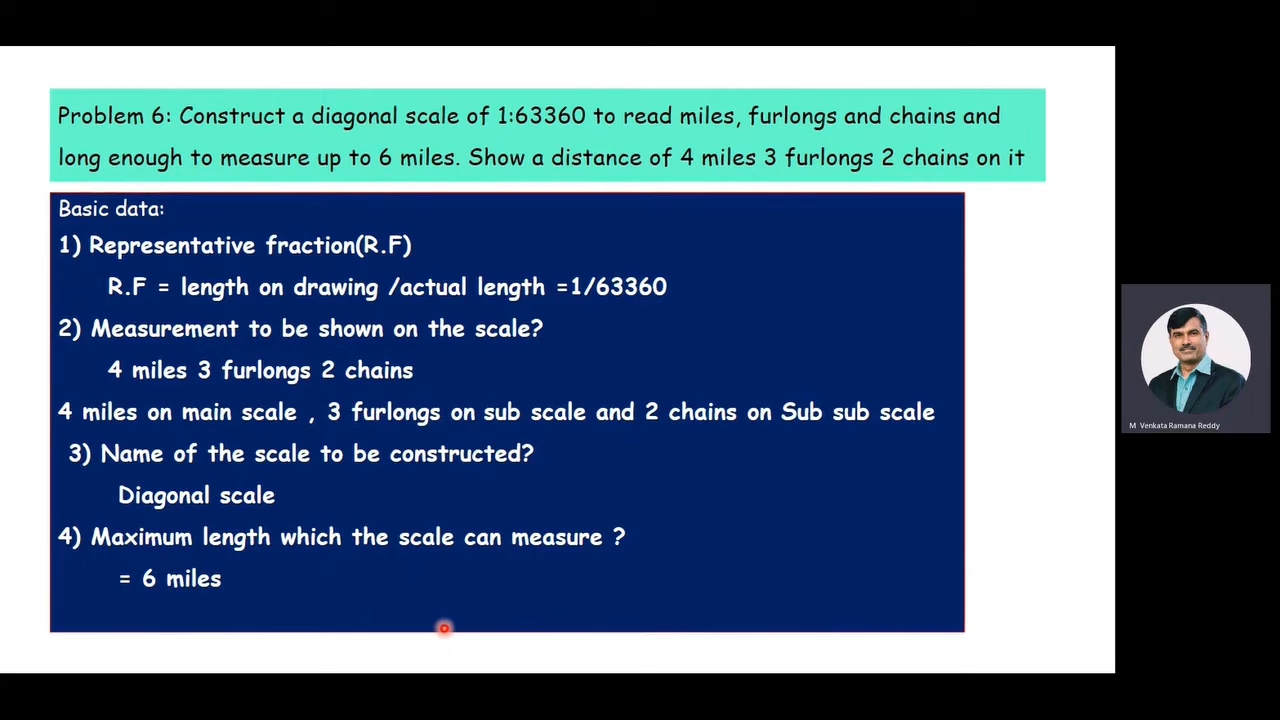 Problem 6: Construct a diagonal scale of 1:63360 to read miles, furlongs and chains and
long enough to measure up to 6 miles. Show a distance of 4 miles 3 furlongs 2 chains on it
Basic data:
1) Representative fraction(R.F)
R.F = length on drawing /actual length =1/63360
2) Measurement to be shown on the scale?
4 miles 3 furlongs 2 chains
4 miles on main scale , 3 furlongs on sub scale and 2 chains on Sub sub scale
3) Name of the scale to be constructed?
Diagonal scale
4) Maximum length which the scale can measure ?
= 6 miles
M Venkata Ramana Reddy